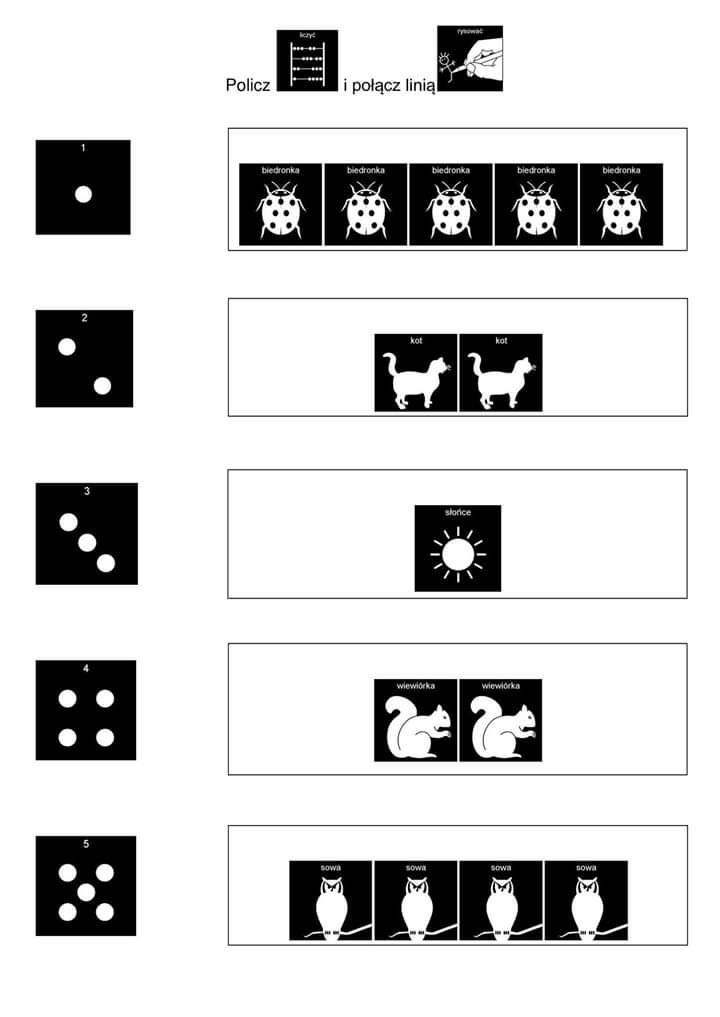 liczyć
rysować
Policz i połącz linią
1
biedronka biedronka biedronka biedronka biedronka
2
kot kot
3
słońce
4
wiewiórka wiewiórka
5
sowa sowa sowa sowa